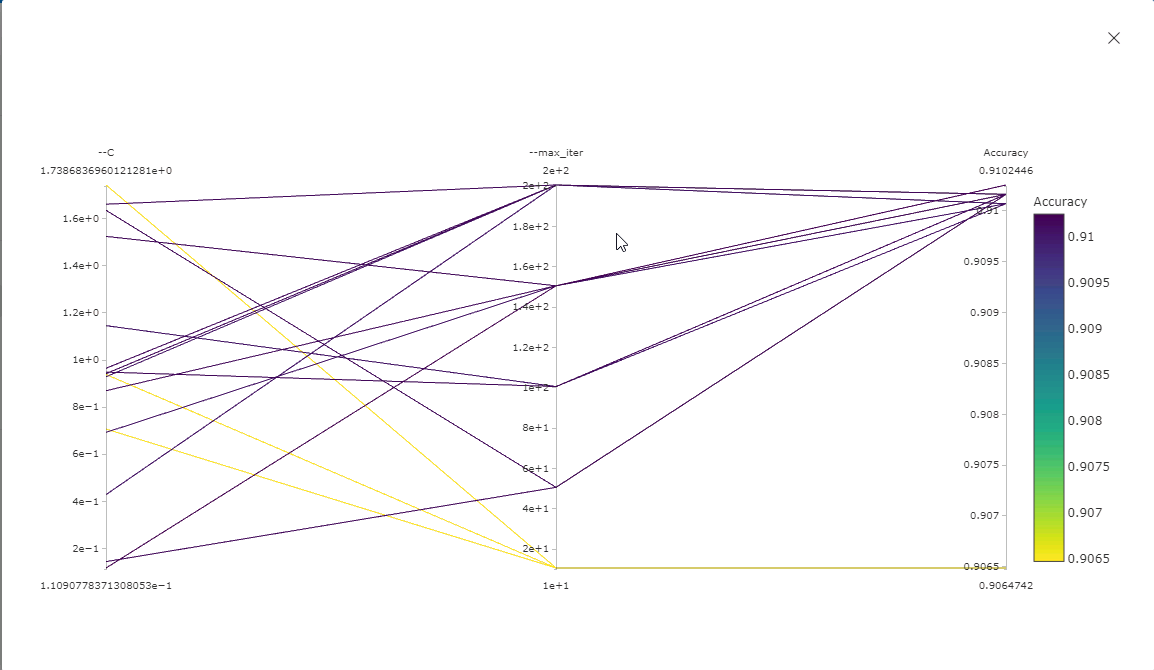 --C
--max_iter
Accuracy
1.7386836960121281e+0
2e+2
0.9102446
2e+2
Accuracy
1.6e+0
1.8e+2
0.91
0.91
1.4e+0
1.6e+2
0.9095
0.9095
1.2e+0
1.4e+2
0.909
0.909
1e+0
1.2e+2
0.9085
0.9085
8e−1
1e+2
0.908
0.908
6e−1
8e+1
0.9075
0.9075
4e−1
6e+1
0.907
0.907
2e−1
4e+1
0.9065
0.9065
2e+1
1.1090778371308053e−1
1e+1
0.9064742